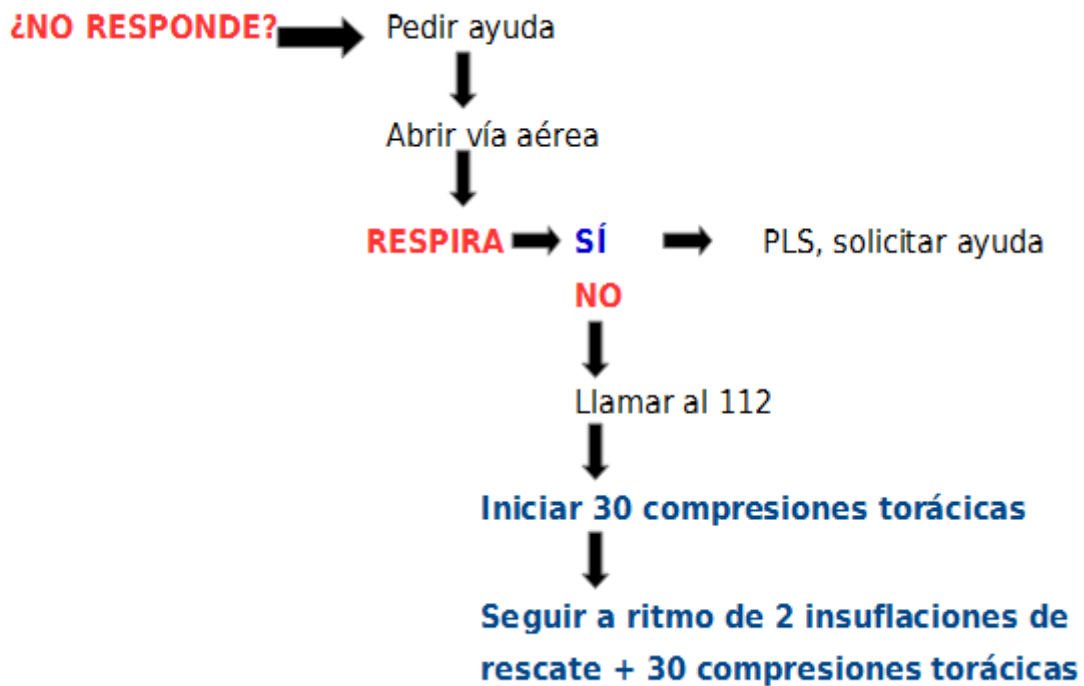 ¿NO RESPONDE?
Pedir ayuda
Abrir vía aérea
RESPIRA
SÍ
PLS, solicitar ayuda
NO
Llamar al 112
Iniciar 30 compresiones torácicas
Seguir a ritmo de 2 insuflaciones de
rescate + 30 compresiones torácicas